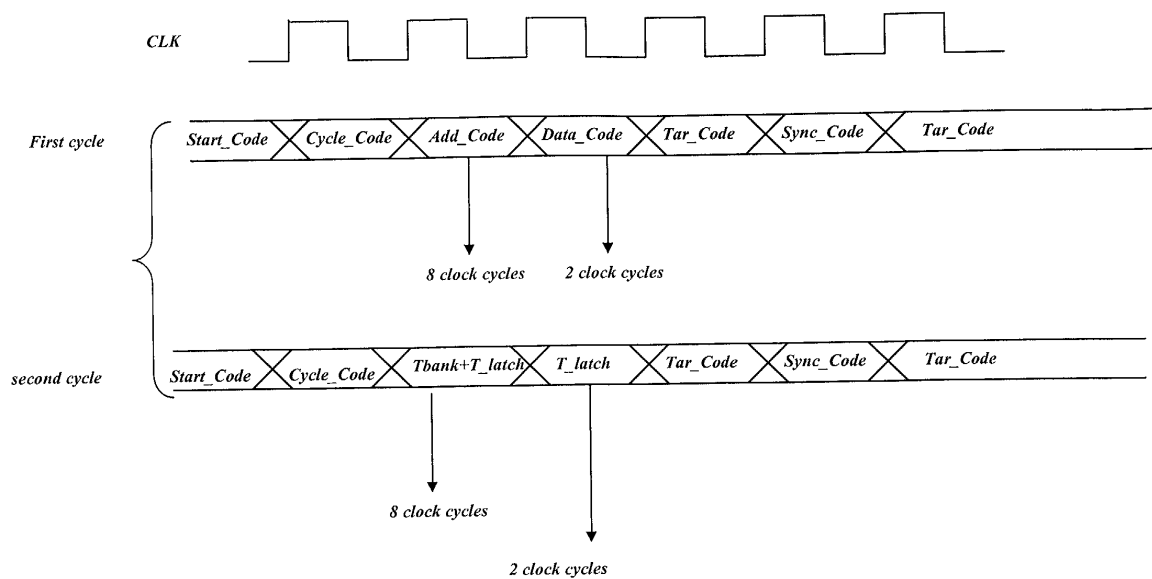 CLK
First cycle
Start_Code Cycle_Code Add_Code Data_Code Tar_Code Sync_Code Tar_Code
8 clock cycles 2 clock cycles
second cycle
Start_Code Cycle_Code Tbank+T_latch T_latch Tar_Code Sync_Code Tar_Code
8 clock cycles
2 clock cycles